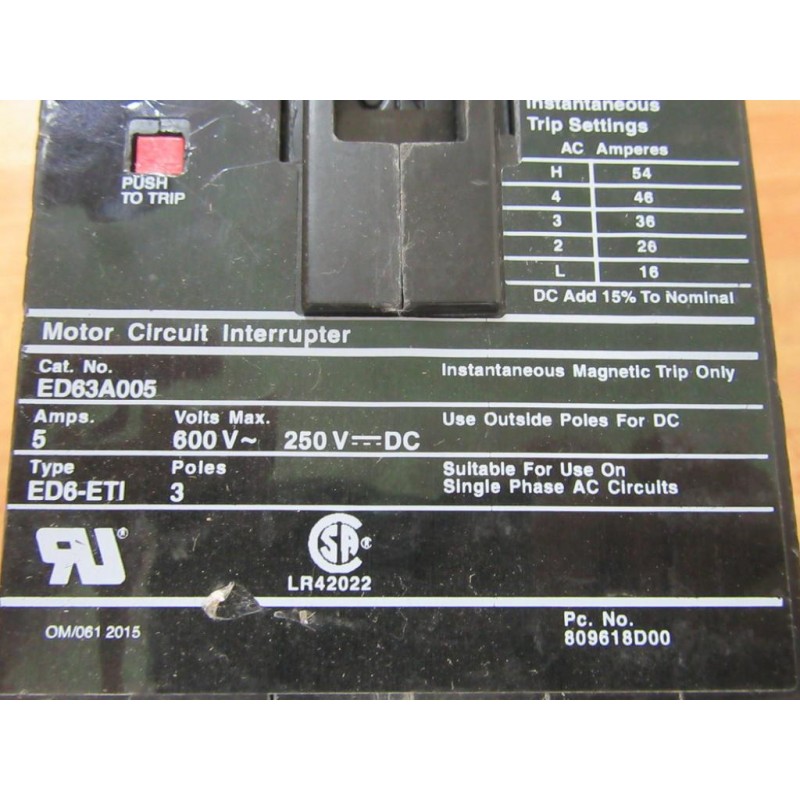 Instantaneous
Trip Settings
AC Amperes
H 54
4 46
3 36
2 26
L 16
DC Add 15% To Nominal
PUSH
TO TRIP
Motor Circuit Interrupter
Cat. No.
ED63A005
Instantaneous Magnetic Trip Only
Amps. Volts Max.
5 600 V~ 250 V⎓DC
Use Outside Poles For DC
Type Poles
ED6-ETI 3
Suitable For Use On
Single Phase AC Circuits
RU®
SA®
LR42022
OM/061 2015
Pc. No.
809618D00